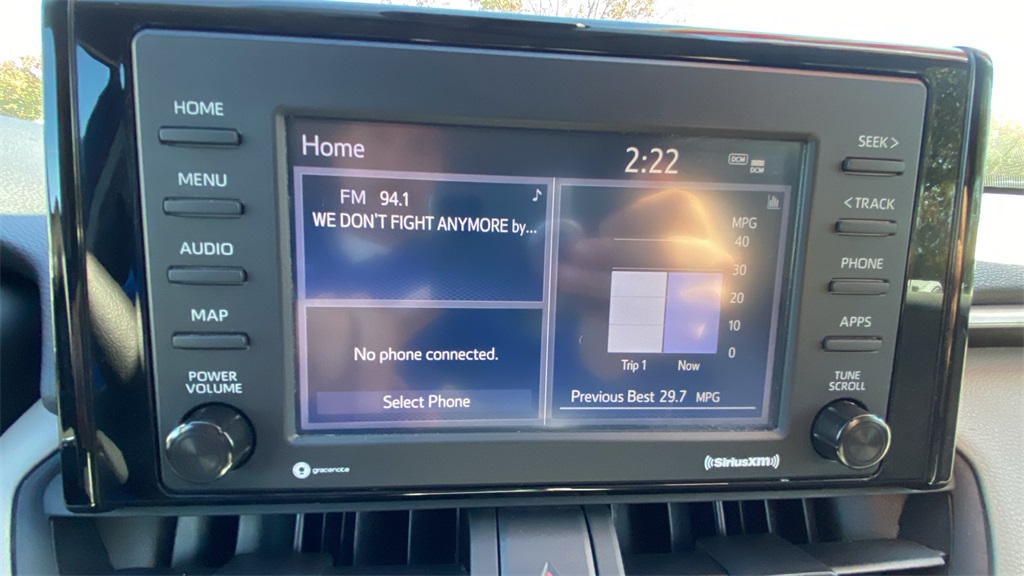 HOME
MENU
AUDIO
MAP
POWER
VOLUME
Home
2:22
DCM
DCM
FM 94.1
WE DON'T FIGHT ANYMORE by...
No phone connected.
Select Phone
MPG
40
30
20
10
0
Trip 1 Now
Previous Best 29.7 MPG
SEEK >
< TRACK
PHONE
APPS
TUNE
SCROLL
gracenote
((SiriusXM))